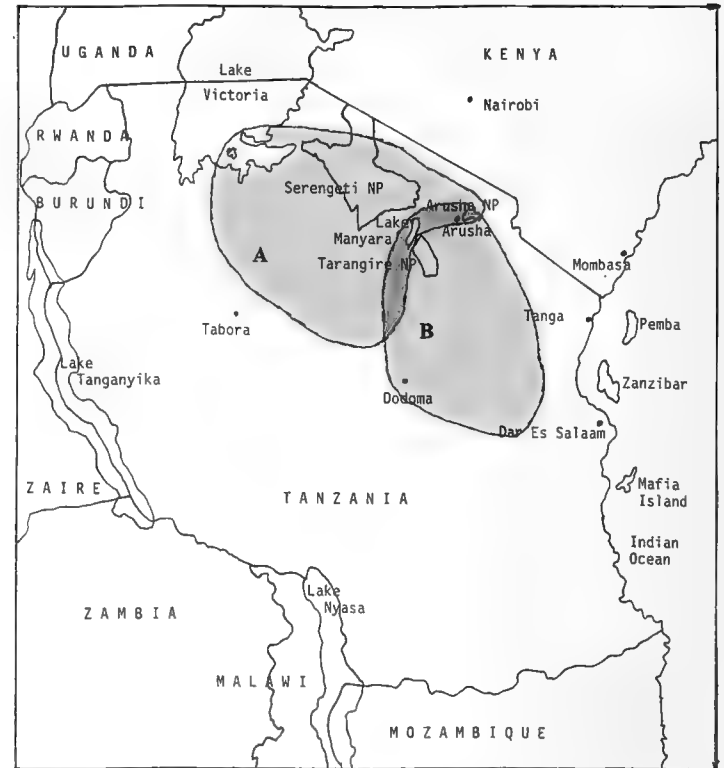 UGANDA
KENYA
Lake
Victoria
Nairobi
RWANDA
BURUNDI
Serengeti NP
Arusha NP
Lake
Manyara
Arusha
A
Tarangire NP
Mombasa
Tabora
B
Tanga
Pemba
Lake
Tanganyika
Dodoma
Zanzibar
Dar Es Salaam
ZAIRE
TANZANIA
Mafia
Island
Indian
Ocean
ZAMBIA
Lake
Nyasa
MALAWI
MOZAMBIQUE